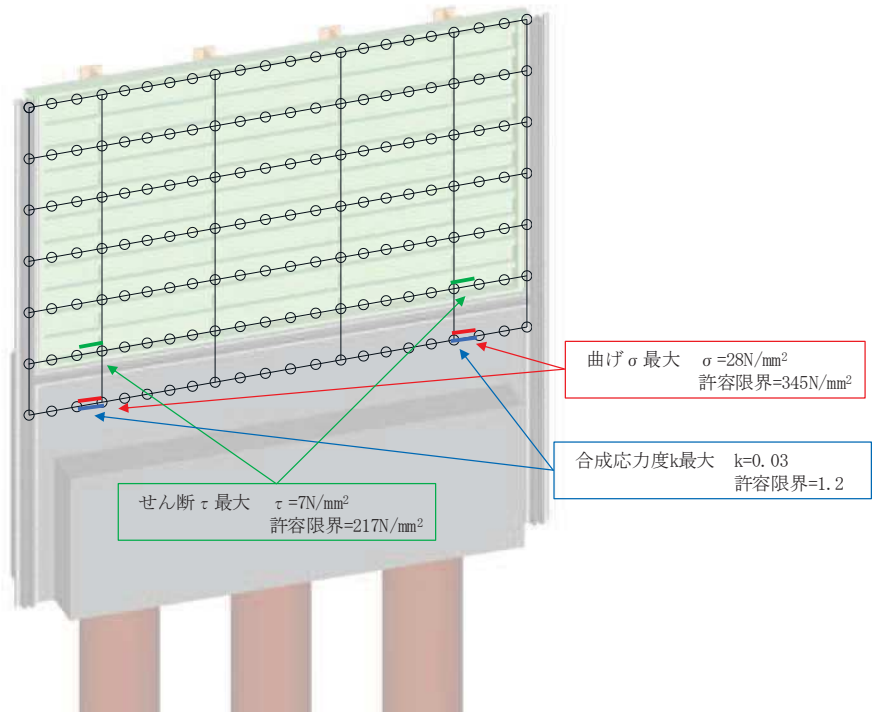 曲げσ最大 σ=28N/mm²
許容限界=345N/mm²
合成応力度k最大 k=0.03
許容限界=1.2
せん断τ最大 τ=7N/mm²
許容限界=217N/mm²